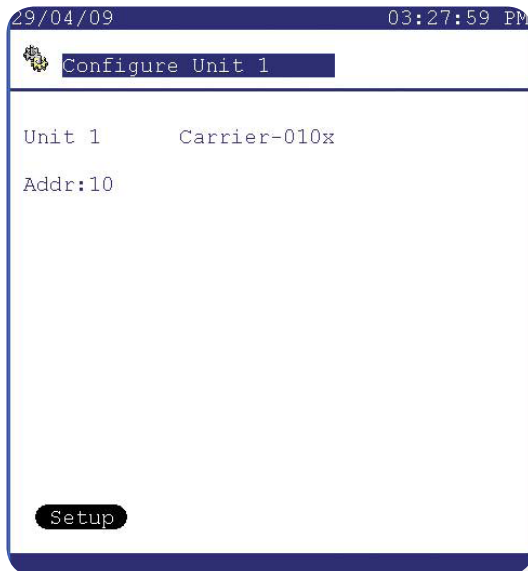 29/04/09 03:27:59 PM
Configure Unit 1
Unit 1 Carrier-010x
Addr:10
Setup